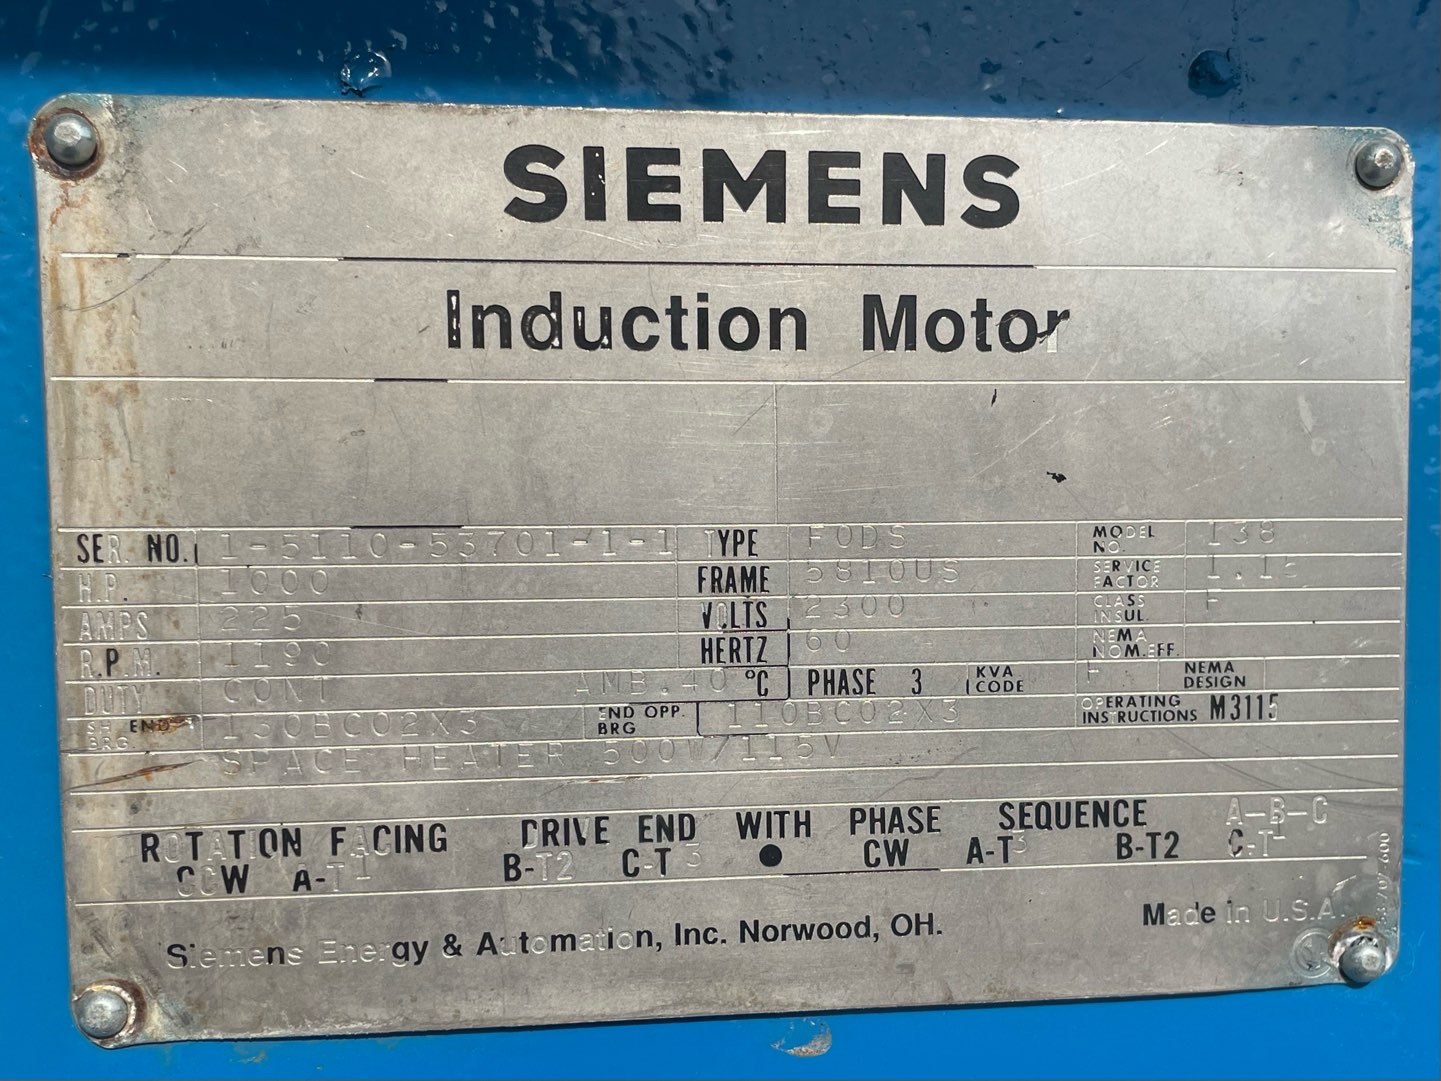 SIEMENS
Induction Motor
SER. NO. 1-5110-53701-1-1 TYPE FODS MODEL NO. 138
H.P. 1000 FRAME 5810US SERVICE FACTOR 1.15
AMPS 225 VOLTS 2300 CLASS INSUL. F
R.P.M. 1190 HERTZ 60 NEMA NOM. EFF.
DUTY CONT AMB. 40 °C PHASE 3 KVA CODE F NEMA DESIGN
SH. END BRG. 130BC02X3 END OPP. BRG 110BC02X3 OPERATING INSTRUCTIONS M3115
SPACE HEATER 500W/115V
ROTATION FACING DRIVE END WITH PHASE SEQUENCE A-B-C
CCW A-T1 B-T2 C-T3 ● CW A-T3 B-T2 C-T1
Siemens Energy & Automation, Inc. Norwood, OH.
Made in U.S.A.